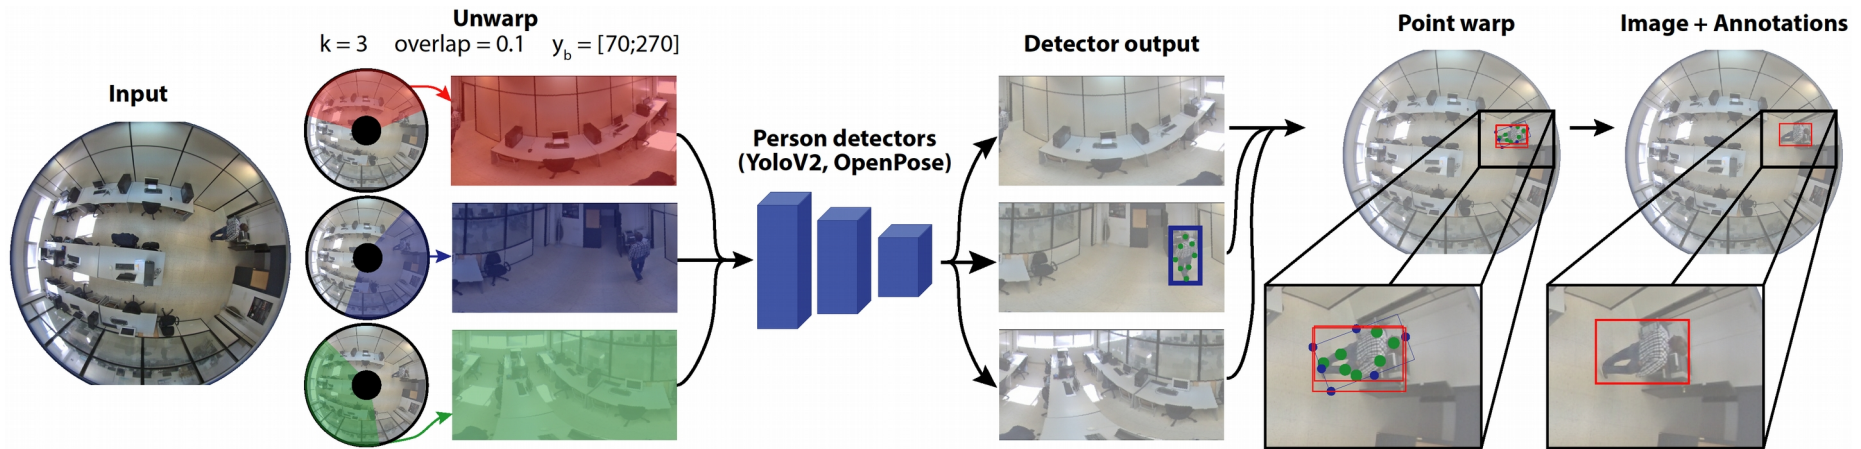 Input
Unwarp
k = 3 overlap = 0.1 y_b = [70;270]
Person detectors
(YoloV2, OpenPose)
Detector output
Point warp
Image + Annotations